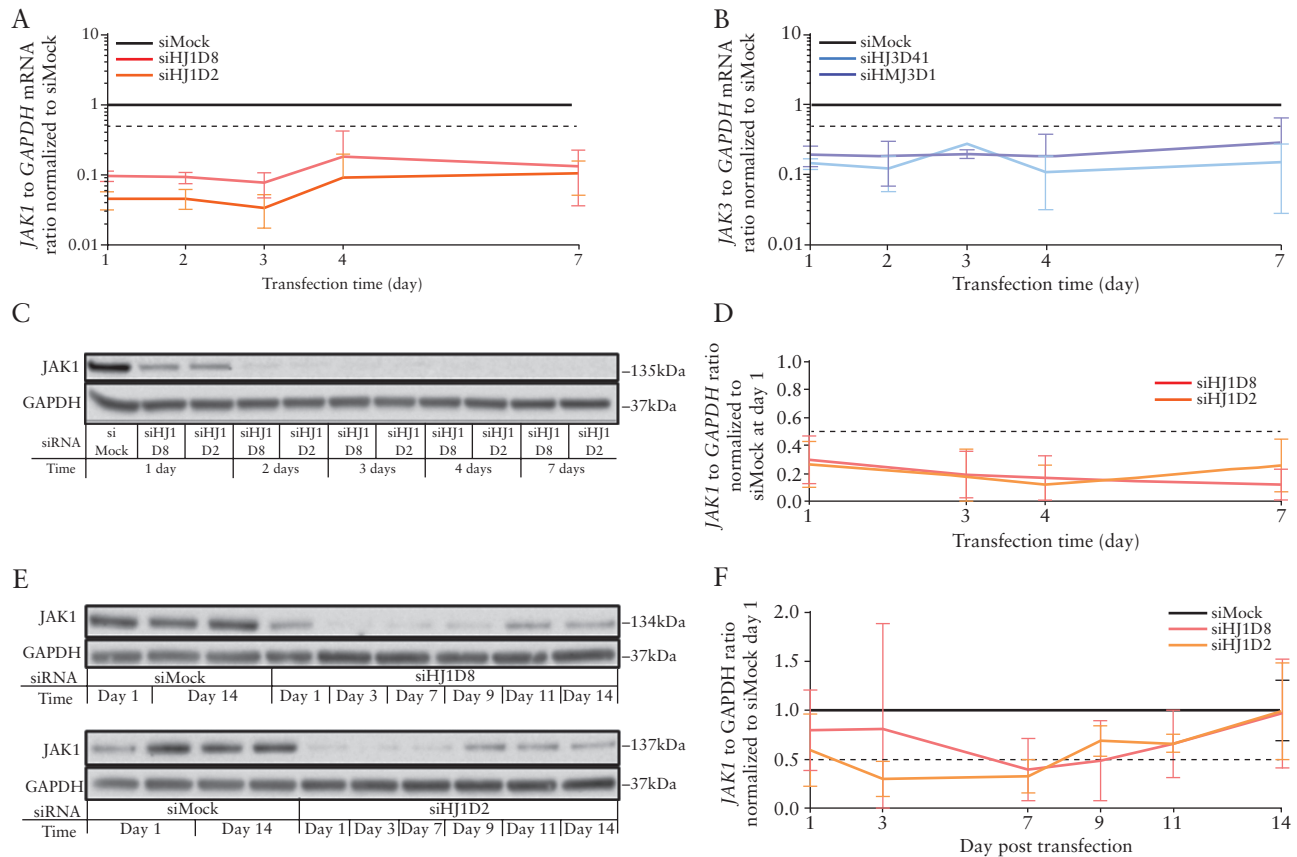 A
JAK1 to GAPDH mRNA
ratio normalized to siMock
siMock
siHJ1D8
siHJ1D2
10
1
0.1
0.01
1 2 3 4 7
Transfection time (day)
B
JAK3 to GAPDH mRNA
ratio normalized to siMock
siMock
siHJ3D41
siHMJ3D1
10
1
0.1
0.01
1 2 3 4 7
Transfection time (day)
C
JAK1
–135kDa
GAPDH
–37kDa
siRNA
si Mock
siHJ1 D8
siHJ1 D2
siHJ1 D8
siHJ1 D2
siHJ1 D8
siHJ1 D2
siHJ1 D8
siHJ1 D2
siHJ1 D8
siHJ1 D2
Time 1 day 2 days 3 days 4 days 7 days
D
JAK1 to GAPDH ratio
normalized to
siMock at day 1
siHJ1D8
siHJ1D2
1.0
0.8
0.6
0.4
0.2
0.0
1 3 4 7
Transfection time (day)
E
JAK1
–134kDa
GAPDH
–37kDa
siRNA siMock siHJ1D8
Time Day 1 Day 14 Day 1 Day 3 Day 7 Day 9 Day 11 Day 14
JAK1
–137kDa
GAPDH
–37kDa
siRNA siMock siHJ1D2
Time Day 1 Day 14 Day 1 Day 3 Day 7 Day 9 Day 11 Day 14
F
JAK1 to GAPDH ratio
normalized to siMock day 1
siMock
siHJ1D8
siHJ1D2
2.0
1.5
1.0
0.5
0.0
1 3 7 9 11 14
Day post transfection